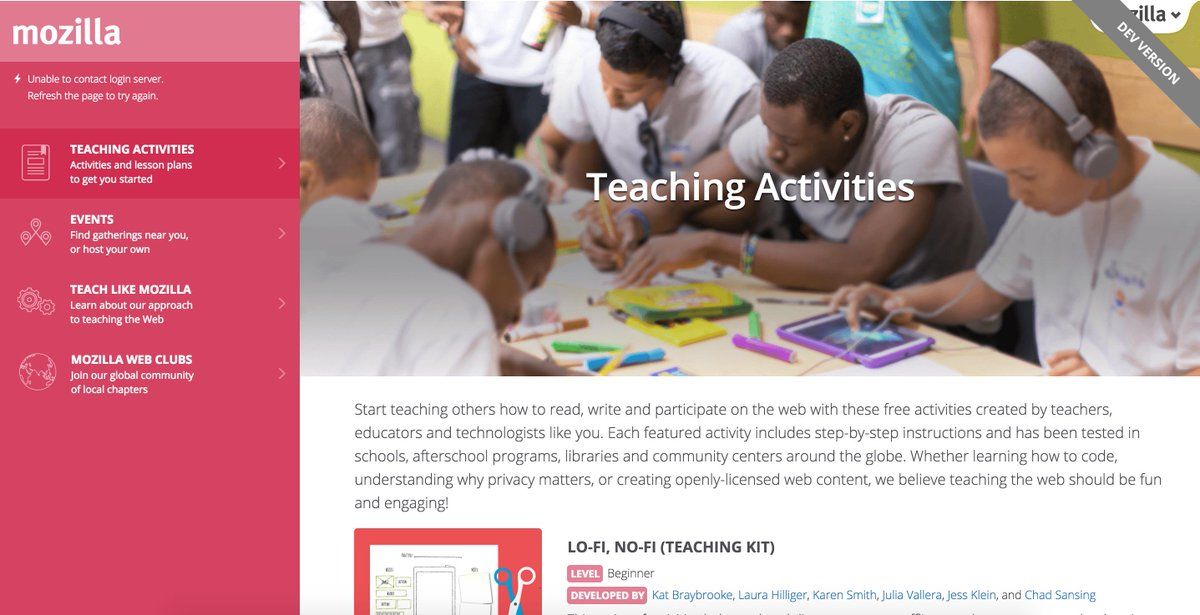 mozilla
Unable to contact login server.
Refresh the page to try again.
TEACHING ACTIVITIES
Activities and lesson plans
to get you started
EVENTS
Find gatherings near you,
or host your own
TEACH LIKE MOZILLA
Learn about our approach
to teaching the Web
MOZILLA WEB CLUBS
Join our global community
of local chapters
zilla
DEV VERSION
Teaching Activities
Start teaching others how to read, write and participate on the web with these free activities created by teachers,
educators and technologists like you. Each featured activity includes step-by-step instructions and has been tested in
schools, afterschool programs, libraries and community centers around the globe. Whether learning how to code,
understanding why privacy matters, or creating openly-licensed web content, we believe teaching the web should be fun
and engaging!
LO-FI, NO-FI (TEACHING KIT)
LEVEL Beginner
DEVELOPED BY Kat Braybrooke, Laura Hilliger, Karen Smith, Julia Vallera, Jess Klein, and Chad Sansing